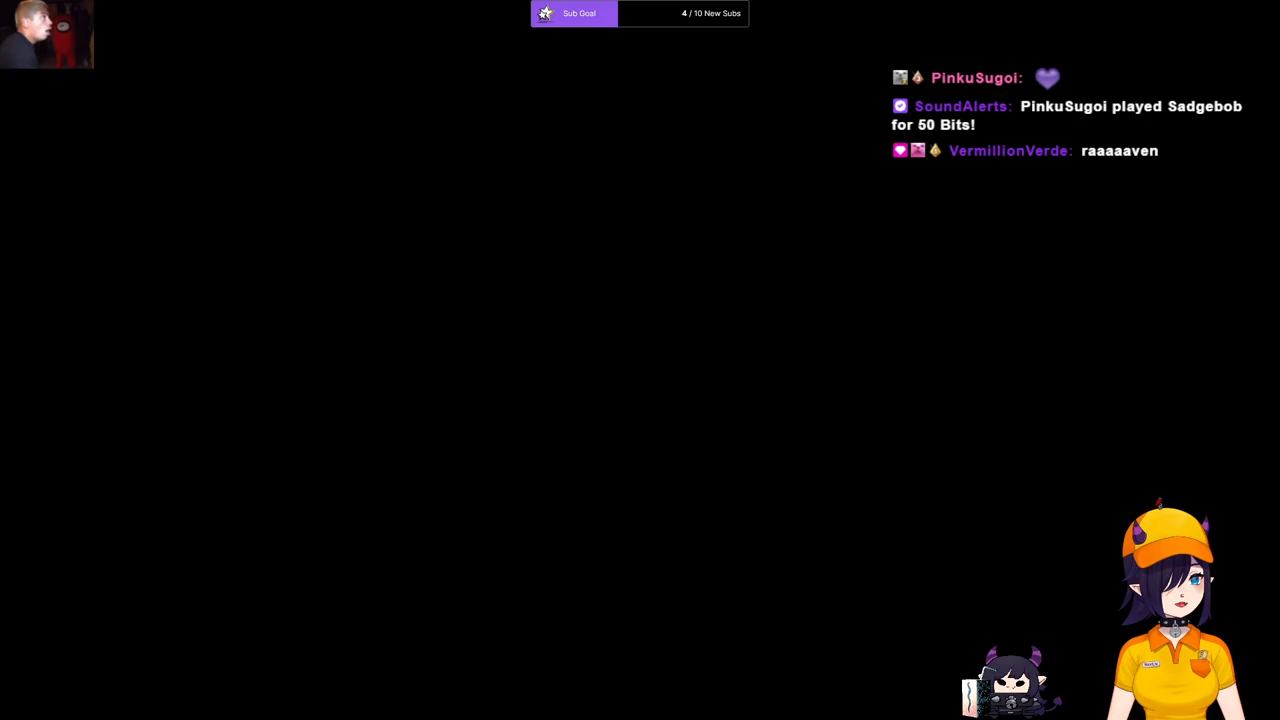 Sub Goal
4 / 10 New Subs
PinkuSugoi:
SoundAlerts: PinkuSugoi played Sadgebob
for 50 Bits!
VermillionVerde: raaaaaven